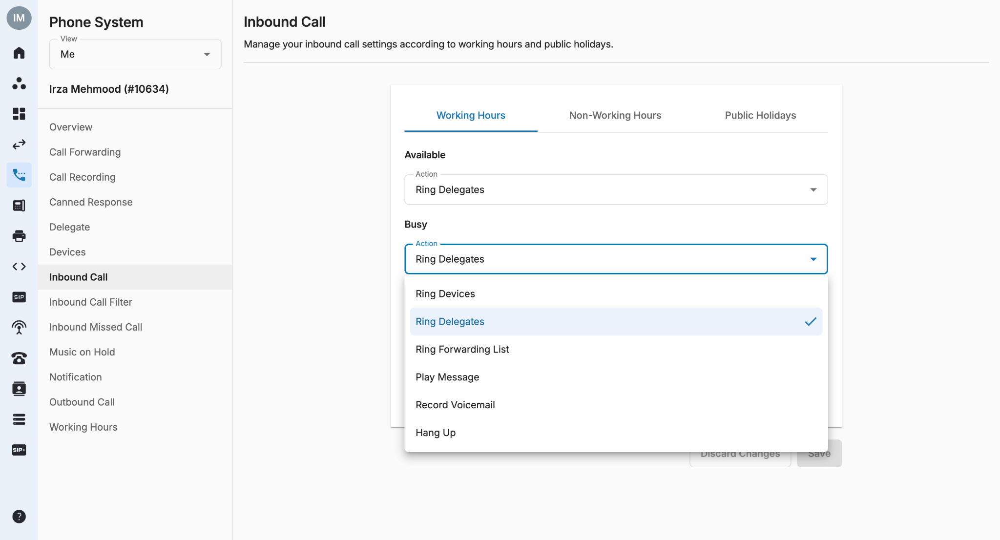 IM
Phone System
View
Me
Irza Mehmood (#10634)
Overview
Call Forwarding
Call Recording
Canned Response
Delegate
Devices
Inbound Call
Inbound Call Filter
Inbound Missed Call
Music on Hold
Notification
Outbound Call
Working Hours
SIP
SIP+
?
Inbound Call
Manage your inbound call settings according to working hours and public holidays.
Working Hours Non-Working Hours Public Holidays
Available
Action
Ring Delegates
Busy
Action
Ring Delegates
Ring Devices
Ring Delegates
Ring Forwarding List
Play Message
Record Voicemail
Hang Up
Discard Changes Save